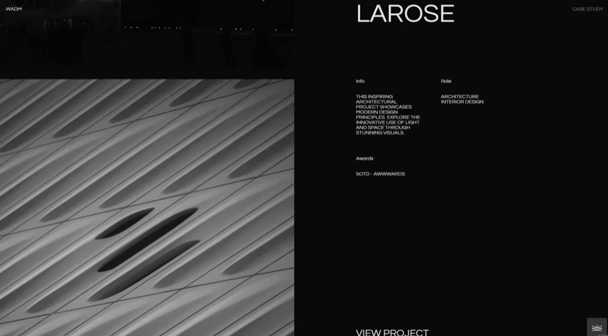 WADM
LAROSE
CASE STUDY
Info
THIS INSPIRING
ARCHITECTURAL
PROJECT SHOWCASES
MODERN DESIGN
PRINCIPLES. EXPLORE THE
INNOVATIVE USE OF LIGHT
AND SPACE THROUGH
STUNNING VISUALS.
Role
ARCHITECTURE
INTERIOR DESIGN
Awards
SOTD - AWWWARDS
VIEW PROJECT